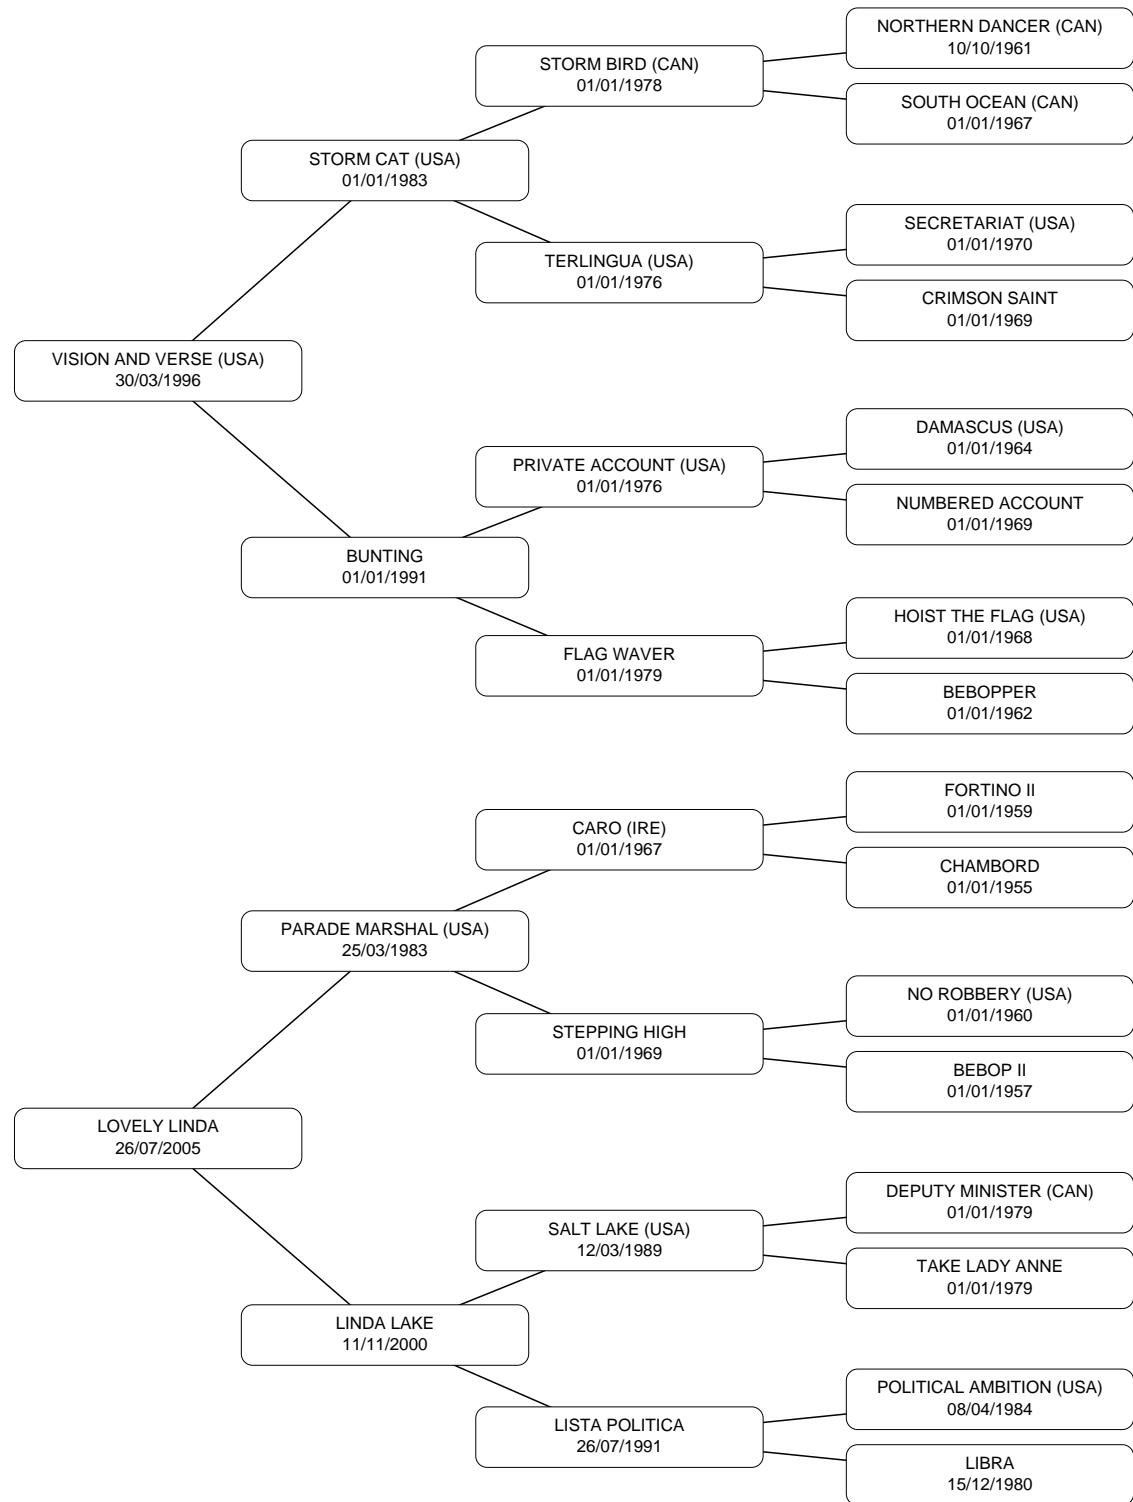 NORTHERN DANCER (CAN)
10/10/1961
STORM BIRD (CAN)
01/01/1978
SOUTH OCEAN (CAN)
01/01/1967
STORM CAT (USA)
01/01/1983
SECRETARIAT (USA)
01/01/1970
TERLINGUA (USA)
01/01/1976
CRIMSON SAINT
01/01/1969
VISION AND VERSE (USA)
30/03/1996
DAMASCUS (USA)
01/01/1964
PRIVATE ACCOUNT (USA)
01/01/1976
NUMBERED ACCOUNT
01/01/1969
BUNTING
01/01/1991
HOIST THE FLAG (USA)
01/01/1968
FLAG WAVER
01/01/1979
BEBOPPER
01/01/1962
FORTINO II
01/01/1959
CARO (IRE)
01/01/1967
CHAMBORD
01/01/1955
PARADE MARSHAL (USA)
25/03/1983
NO ROBBERY (USA)
01/01/1960
STEPPING HIGH
01/01/1969
BEBOP II
01/01/1957
LOVELY LINDA
26/07/2005
DEPUTY MINISTER (CAN)
01/01/1979
SALT LAKE (USA)
12/03/1989
TAKE LADY ANNE
01/01/1979
LINDA LAKE
11/11/2000
POLITICAL AMBITION (USA)
08/04/1984
LISTA POLITICA
26/07/1991
LIBRA
15/12/1980